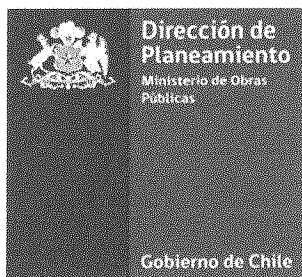 Dirección de
Planeamiento
Ministerio de Obras
Públicas
Gobierno de Chile